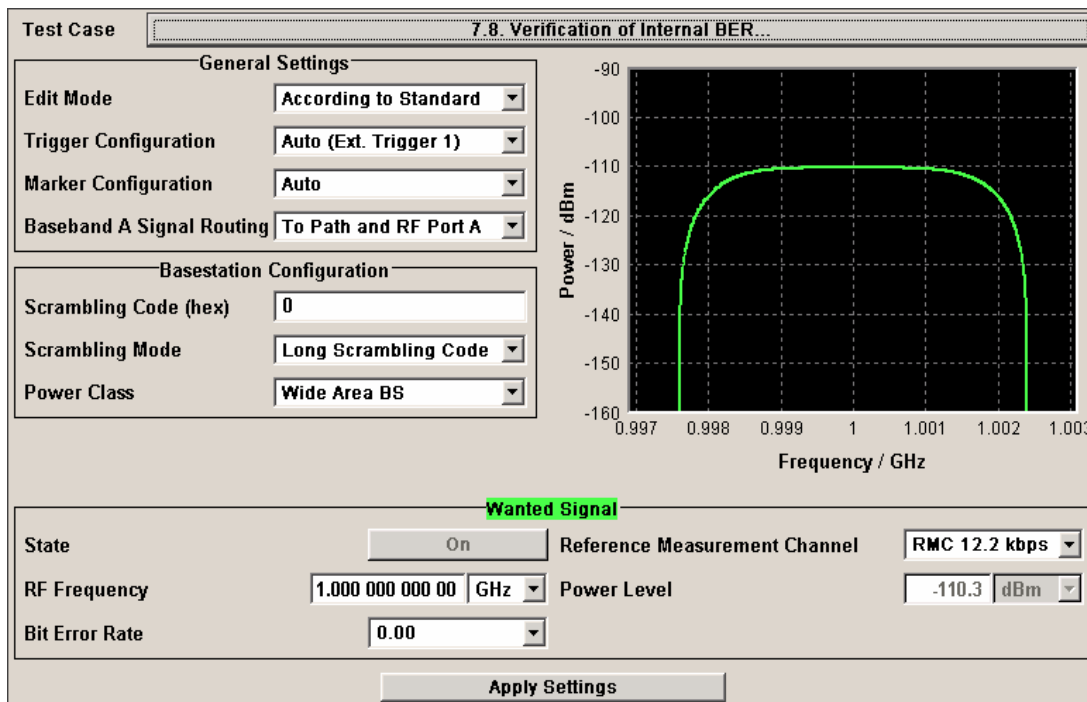 Test Case
7.8. Verification of Internal BER...
General Settings
Edit Mode
According to Standard
Trigger Configuration
Auto (Ext. Trigger 1)
Marker Configuration
Auto
Baseband A Signal Routing
To Path and RF Port A
Basestation Configuration
Scrambling Code (hex)
0
Scrambling Mode
Long Scrambling Code
Power Class
Wide Area BS
Power / dBm
-90
-100
-110
-120
-130
-140
-150
-160
0.997 0.998 0.999 1 1.001 1.002 1.003
Frequency / GHz
Wanted Signal
State
On
Reference Measurement Channel
RMC 12.2 kbps
RF Frequency
1.000 000 000 00 GHz
Power Level
-110.3 dBm
Bit Error Rate
0.00
Apply Settings